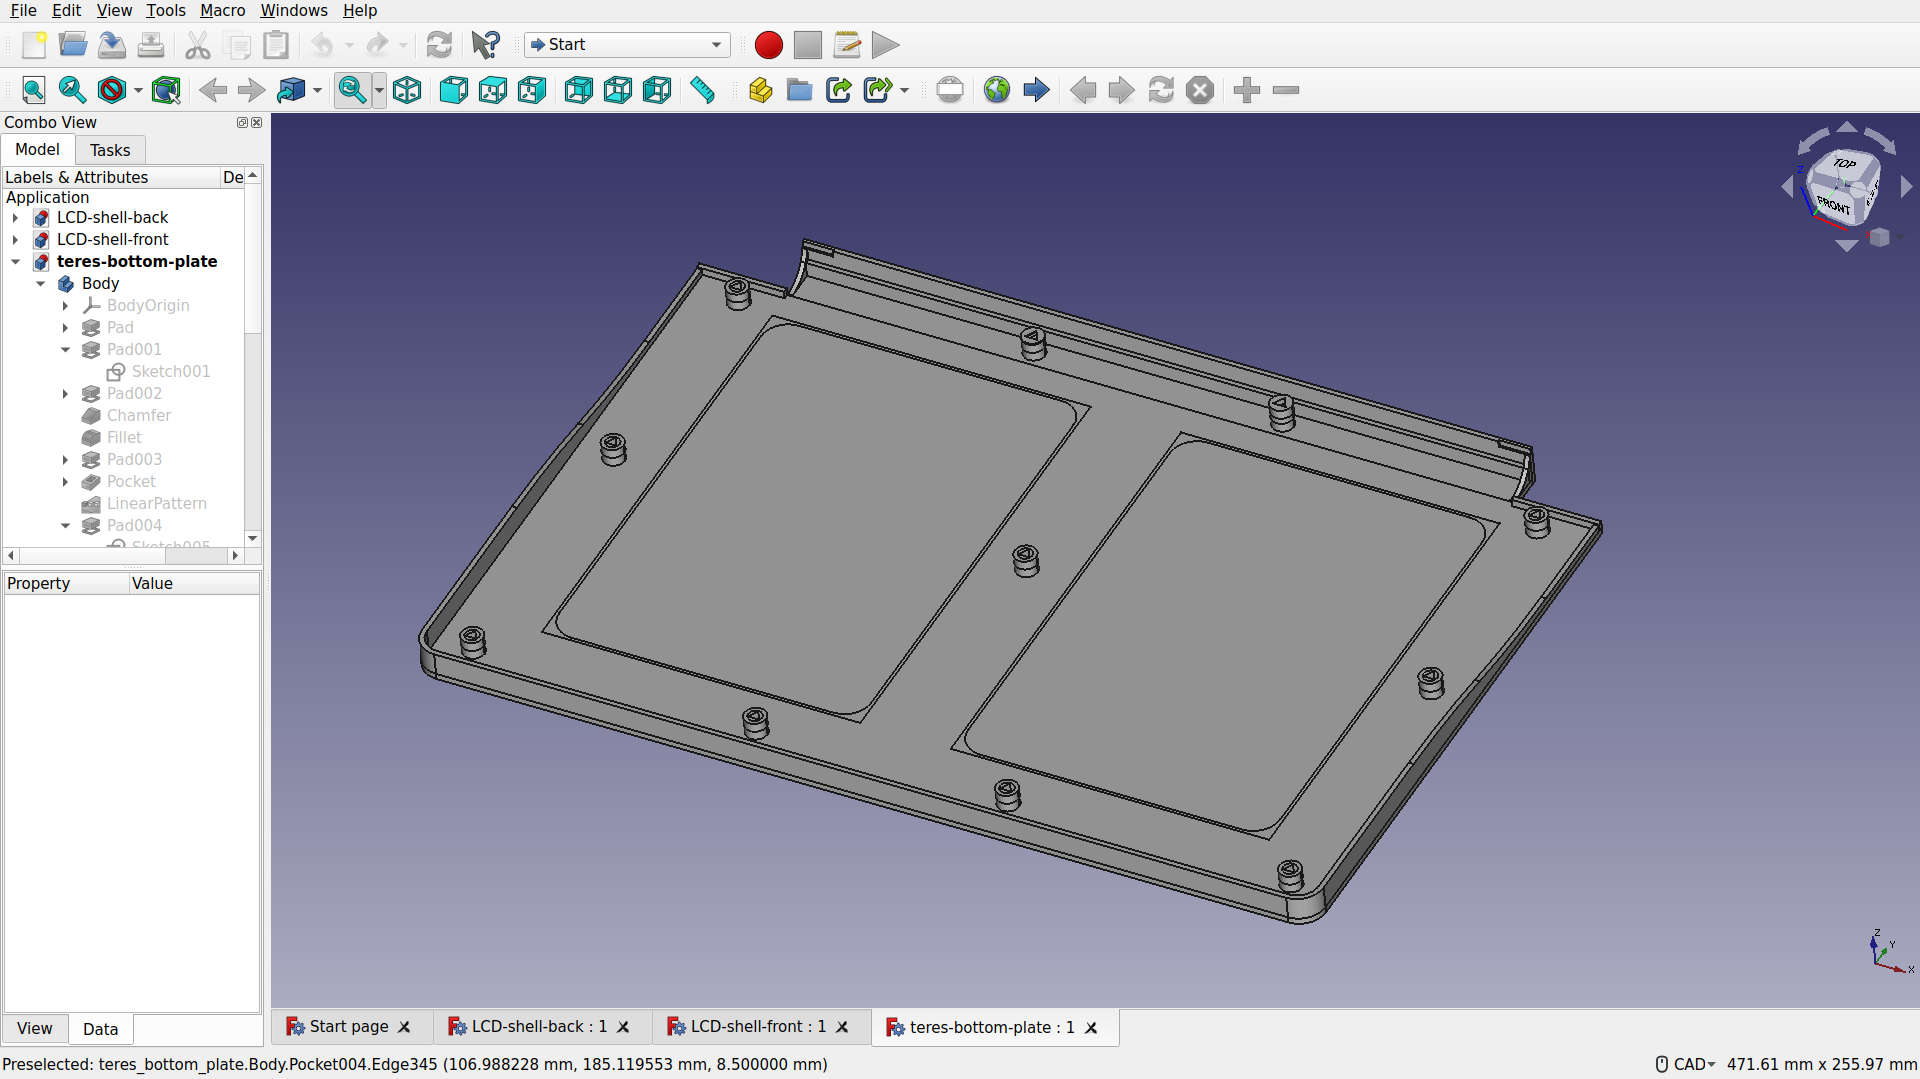 File Edit View Tools Macro Windows Help
Start
Combo View
Model Tasks
Labels & Attributes De
Application
LCD-shell-back
LCD-shell-front
teres-bottom-plate
Body
BodyOrigin
Pad
Pad001
Sketch001
Pad002
Chamfer
Fillet
Pad003
Pocket
LinearPattern
Pad004
Sketch005
Property Value
View Data
TOP
FRONT
Z
Z
Y
X
Start page LCD-shell-back : 1 LCD-shell-front : 1 teres-bottom-plate : 1
Preselected: teres_bottom_plate.Body.Pocket004.Edge345 (106.988228 mm, 185.119553 mm, 8.500000 mm) CAD 471.61 mm x 255.97 mm